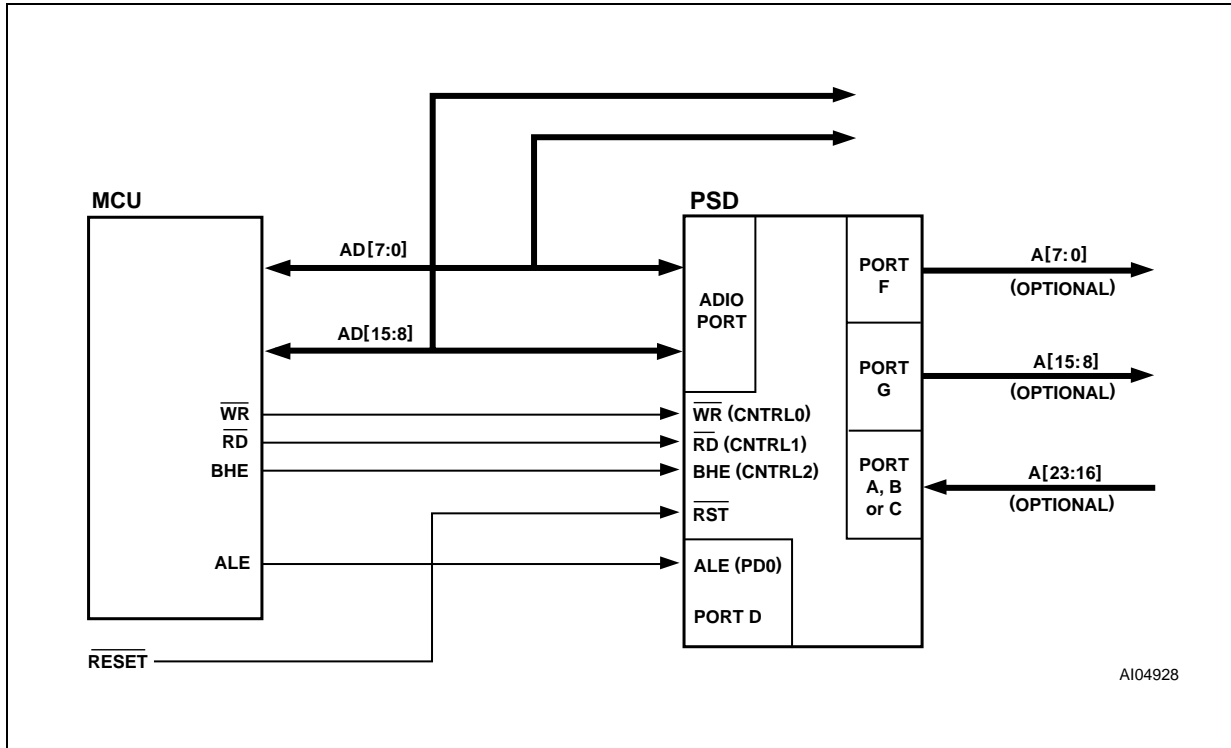 MCU
PSD
AD[7:0]
AD[15:8]
ADIO
PORT
PORT
F
A[7:0]
(OPTIONAL)
PORT
G
A[15:8]
(OPTIONAL)
PORT
A, B
or C
A[23:16]
(OPTIONAL)
WR
RD
BHE
ALE
WR (CNTRL0)
RD (CNTRL1)
BHE (CNTRL2)
RST
ALE (PD0)
PORT D
RESET
AI04928